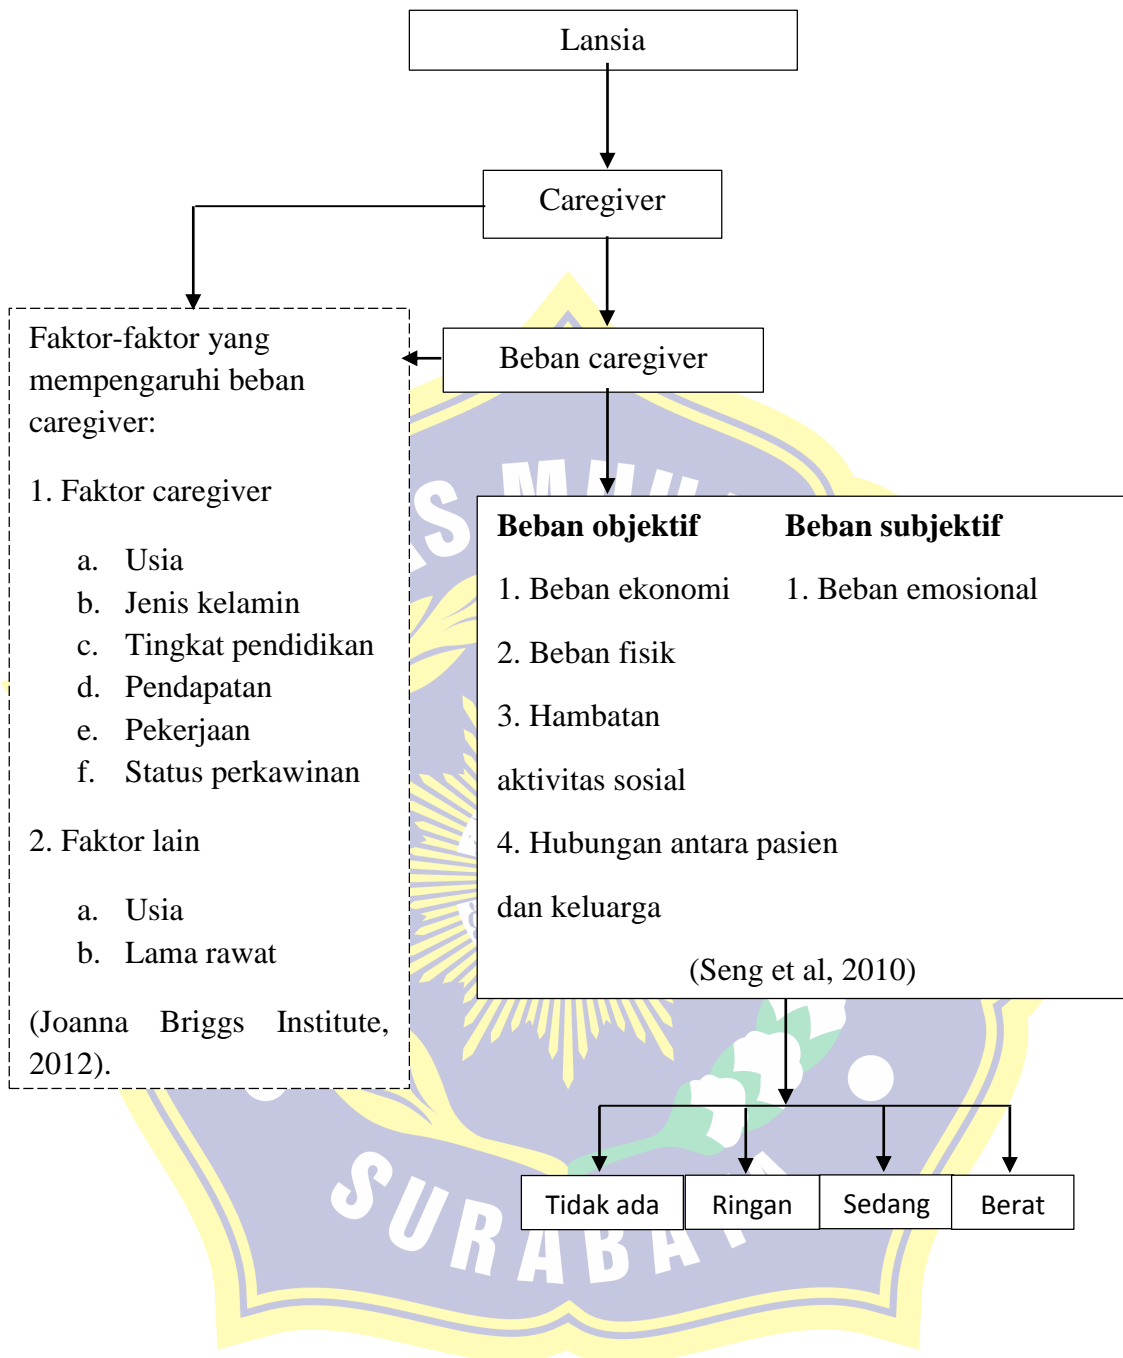 Lansia
Caregiver
Faktor-faktor yang
mempengaruhi beban
caregiver:
1. Faktor caregiver
a. Usia
b. Jenis kelamin
c. Tingkat pendidikan
d. Pendapatan
e. Pekerjaan
f. Status perkawinan
2. Faktor lain
a. Usia
b. Lama rawat
(Joanna Briggs Institute,
2012).
Beban caregiver
Beban objektif Beban subjektif
1. Beban ekonomi 1. Beban emosional
2. Beban fisik
3. Hambatan
aktivitas sosial
4. Hubungan antara pasien
dan keluarga
(Seng et al, 2010)
Tidak ada Ringan Sedang Berat
SURABAYA